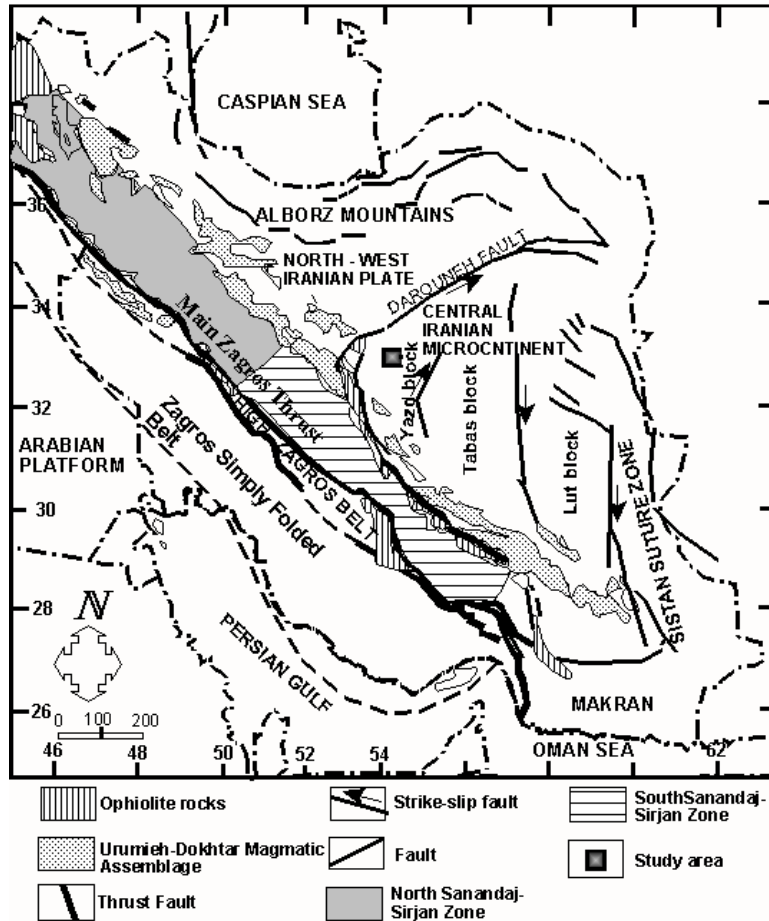 CASPIAN SEA
ALBORZ MOUNTAINS
NORTH - WEST
IRANIAN PLATE
DAROUNEH FAULT
CENTRAL
IRANIAN
MICROCNTINENT
Main Zagros Thrust
Yazd block
Tabas block
Lut block
SISTAN SUTURE ZONE
HIGH ZAGROS BELT
Zagros Simply Folded
Belt
ARABIAN
PLATFORM
PERSIAN GULF
MAKRAN
OMAN SEA
N
0 100 200
36
34
32
30
28
26
46 48 50 52 54 62
Ophiolite rocks
Strike-slip fault
SouthSanandaj-
Sirjan Zone
Urumieh-Dokhtar Magmatic
Assemblage
Fault
Study area
Thrust Fault
North Sanandaj-
Sirjan Zone